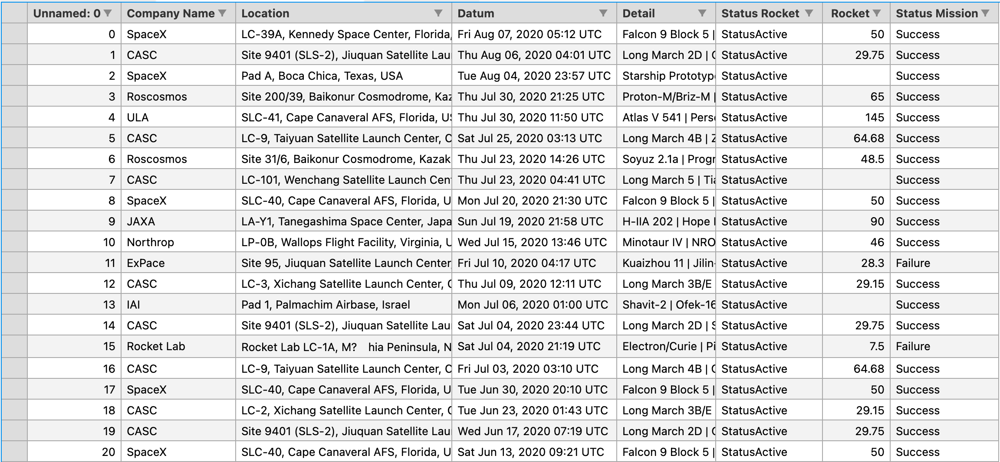 Unnamed: 0 Company Name Location Datum Detail Status Rocket Rocket Status Mission
0 SpaceX LC-39A, Kennedy Space Center, Florida, Fri Aug 07, 2020 05:12 UTC Falcon 9 Block 5 | StatusActive 50 Success
1 CASC Site 9401 (SLS-2), Jiuquan Satellite Lau Thu Aug 06, 2020 04:01 UTC Long March 2D | StatusActive 29.75 Success
2 SpaceX Pad A, Boca Chica, Texas, USA Tue Aug 04, 2020 23:57 UTC Starship Prototyp StatusActive Success
3 Roscosmos Site 200/39, Baikonur Cosmodrome, Kaz Thu Jul 30, 2020 21:25 UTC Proton-M/Briz-M | StatusActive 65 Success
4 ULA SLC-41, Cape Canaveral AFS, Florida, US Thu Jul 30, 2020 11:50 UTC Atlas V 541 | Pers StatusActive 145 Success
5 CASC LC-9, Taiyuan Satellite Launch Center, C Sat Jul 25, 2020 03:13 UTC Long March 4B | Z StatusActive 64.68 Success
6 Roscosmos Site 31/6, Baikonur Cosmodrome, Kazak Thu Jul 23, 2020 14:26 UTC Soyuz 2.1a | Progr StatusActive 48.5 Success
7 CASC LC-101, Wenchang Satellite Launch Cent Thu Jul 23, 2020 04:41 UTC Long March 5 | Tia StatusActive Success
8 SpaceX SLC-40, Cape Canaveral AFS, Florida, U Mon Jul 20, 2020 21:30 UTC Falcon 9 Block 5 | StatusActive 50 Success
9 JAXA LA-Y1, Tanegashima Space Center, Japa Sun Jul 19, 2020 21:58 UTC H-IIA 202 | Hope StatusActive 90 Success
10 Northrop LP-0B, Wallops Flight Facility, Virginia, U Wed Jul 15, 2020 13:46 UTC Minotaur IV | NRO StatusActive 46 Success
11 ExPace Site 95, Jiuquan Satellite Launch Center, Fri Jul 10, 2020 04:17 UTC Kuaizhou 11 | Jilin- StatusActive 28.3 Failure
12 CASC LC-3, Xichang Satellite Launch Center, C Thu Jul 09, 2020 12:11 UTC Long March 3B/E StatusActive 29.15 Success
13 IAI Pad 1, Palmachim Airbase, Israel Mon Jul 06, 2020 01:00 UTC Shavit-2 | Ofek-16 StatusActive Success
14 CASC Site 9401 (SLS-2), Jiuquan Satellite Lau Sat Jul 04, 2020 23:44 UTC Long March 2D | S StatusActive 29.75 Success
15 Rocket Lab Rocket Lab LC-1A, M? hia Peninsula, N Sat Jul 04, 2020 21:19 UTC Electron/Curie | Pi StatusActive 7.5 Failure
16 CASC LC-9, Taiyuan Satellite Launch Center, C Fri Jul 03, 2020 03:10 UTC Long March 4B | StatusActive 64.68 Success
17 SpaceX SLC-40, Cape Canaveral AFS, Florida, U Tue Jun 30, 2020 20:10 UTC Falcon 9 Block 5 | StatusActive 50 Success
18 CASC LC-2, Xichang Satellite Launch Center, C Tue Jun 23, 2020 01:43 UTC Long March 3B/E StatusActive 29.15 Success
19 CASC Site 9401 (SLS-2), Jiuquan Satellite Lau Wed Jun 17, 2020 07:19 UTC Long March 2D | StatusActive 29.75 Success
20 SpaceX SLC-40, Cape Canaveral AFS, Florida, U Sat Jun 13, 2020 09:21 UTC Falcon 9 Block 5 | StatusActive 50 Success